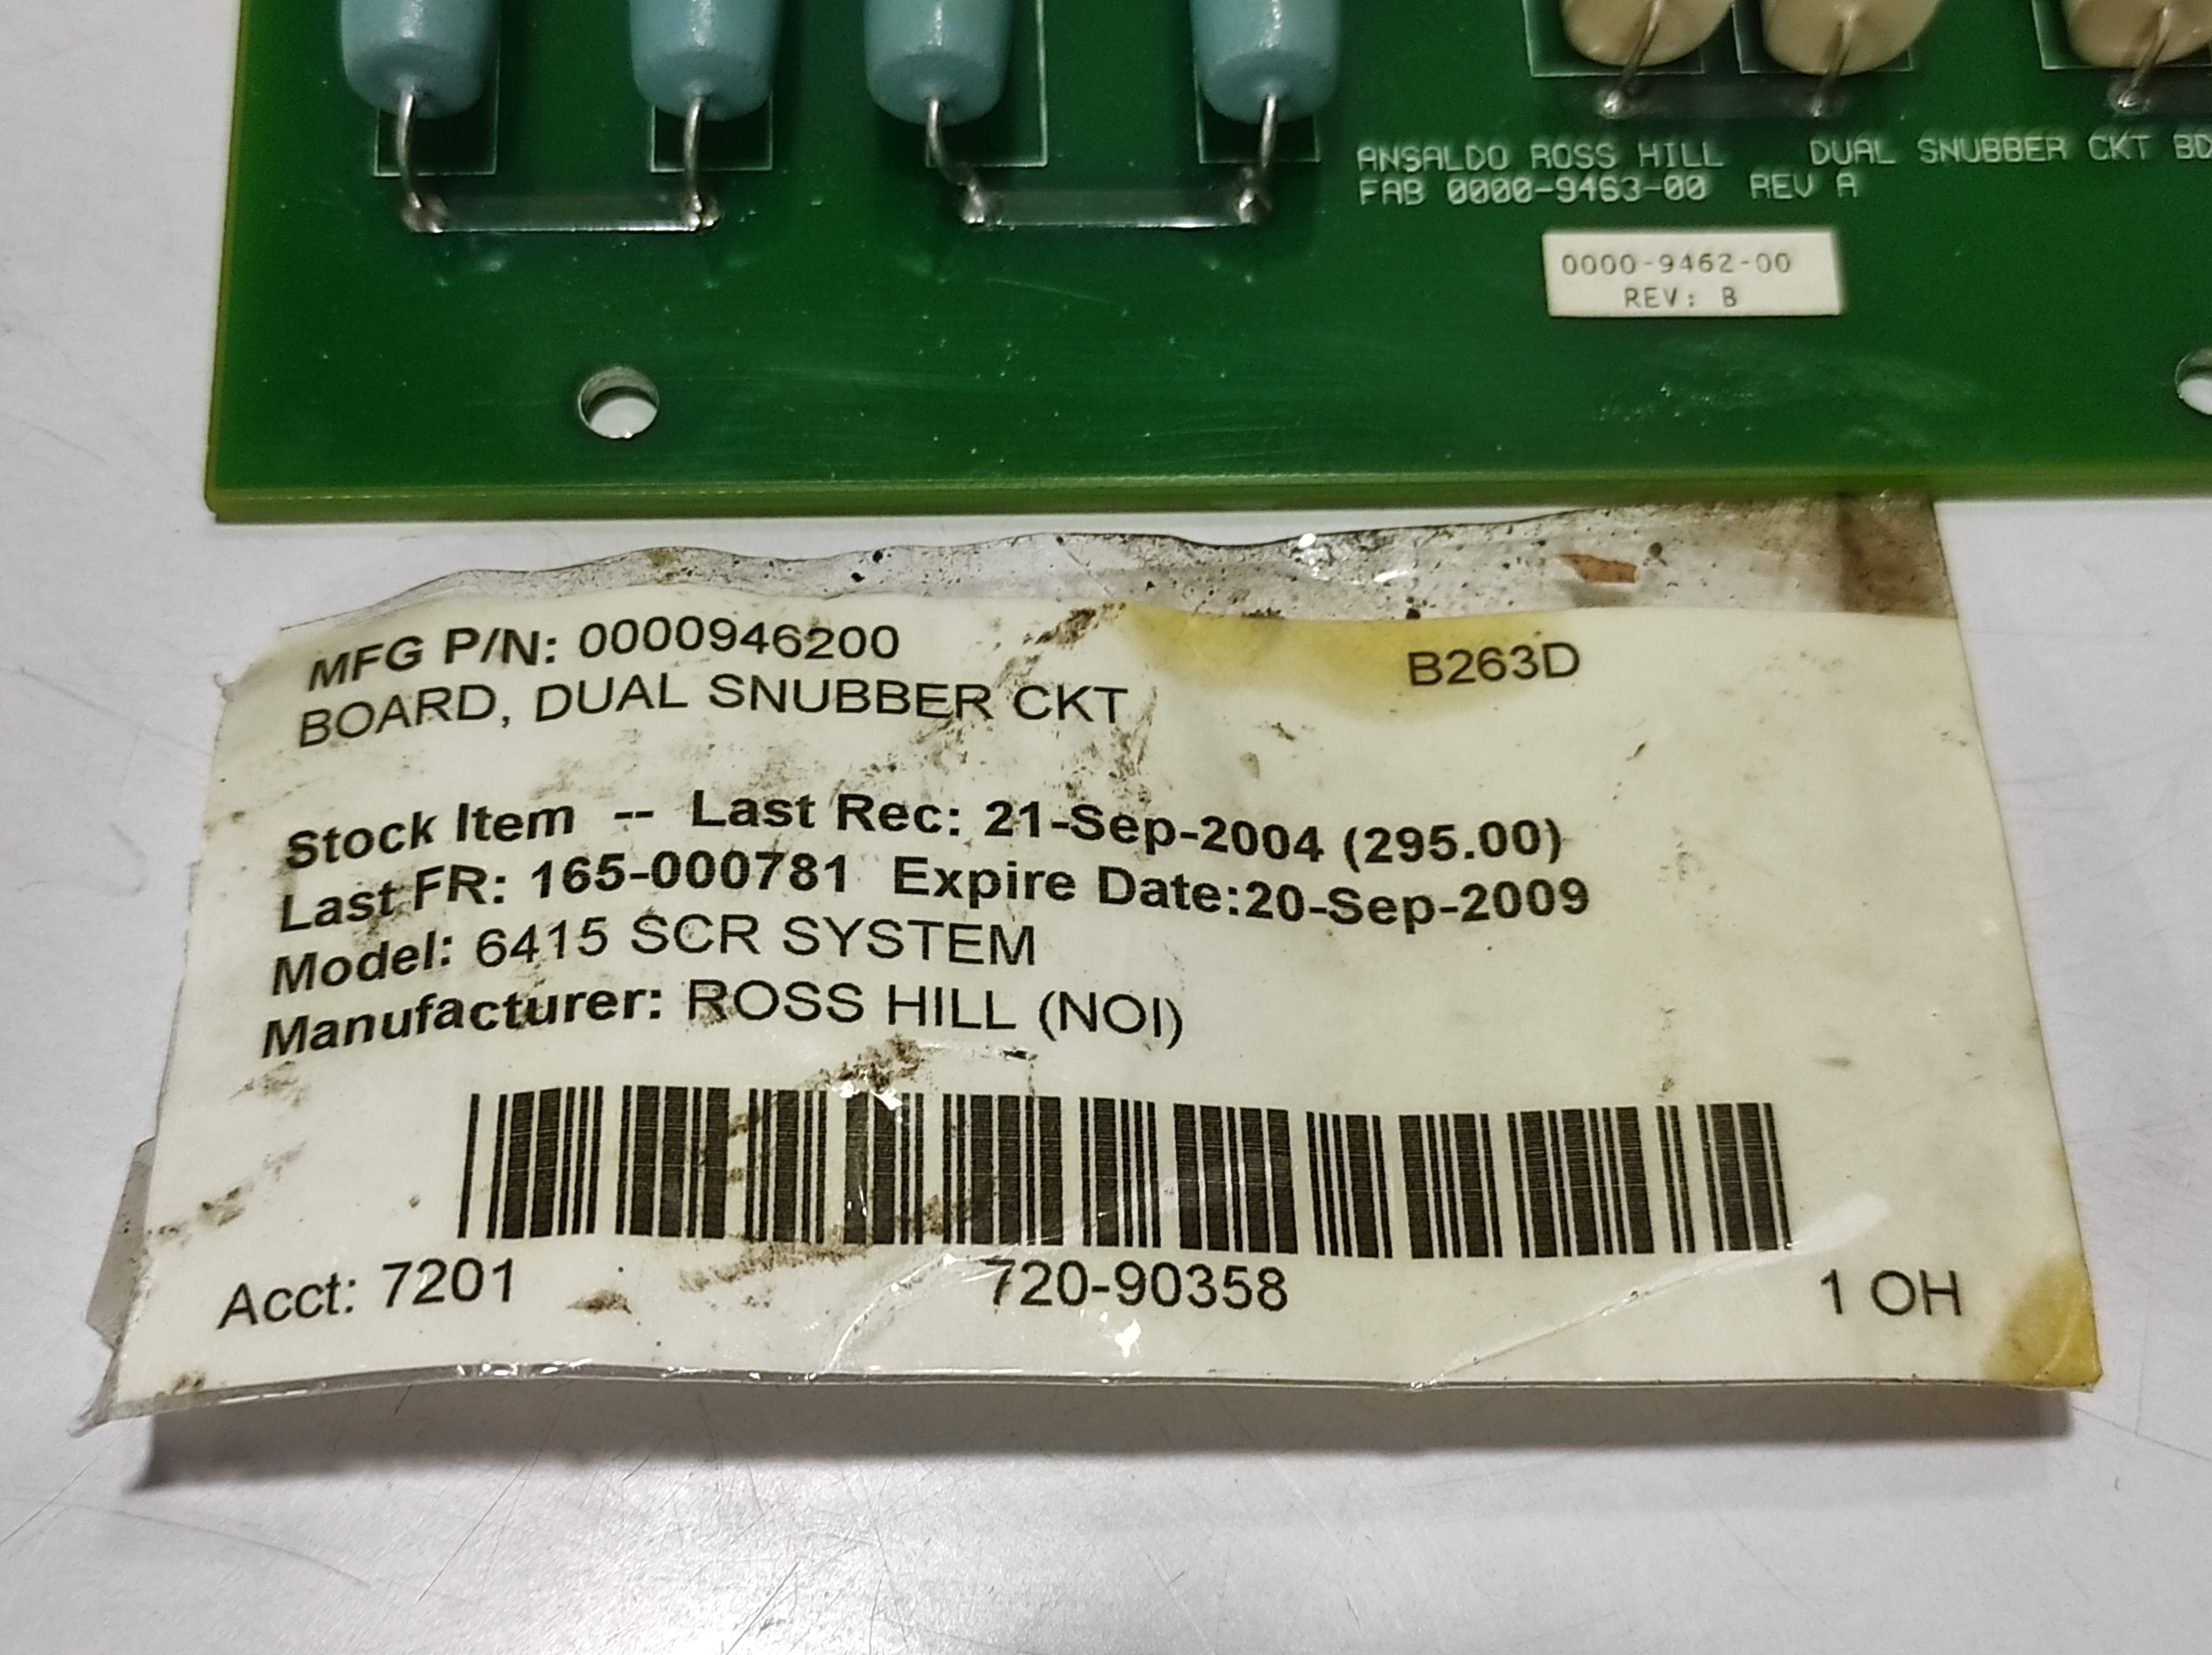 ANSALDO ROSS HILL DUAL SNUBBER CKT BD
FAB 0000-9463-00 REV A
0000-9462-00
REV: B
MFG P/N: 0000946200 B263D
BOARD, DUAL SNUBBER CKT
Stock Item -- Last Rec: 21-Sep-2004 (295.00)
Last FR: 165-000781 Expire Date:20-Sep-2009
Model: 6415 SCR SYSTEM
Manufacturer: ROSS HILL (NOI)
Acct: 7201 720-90358 1 OH